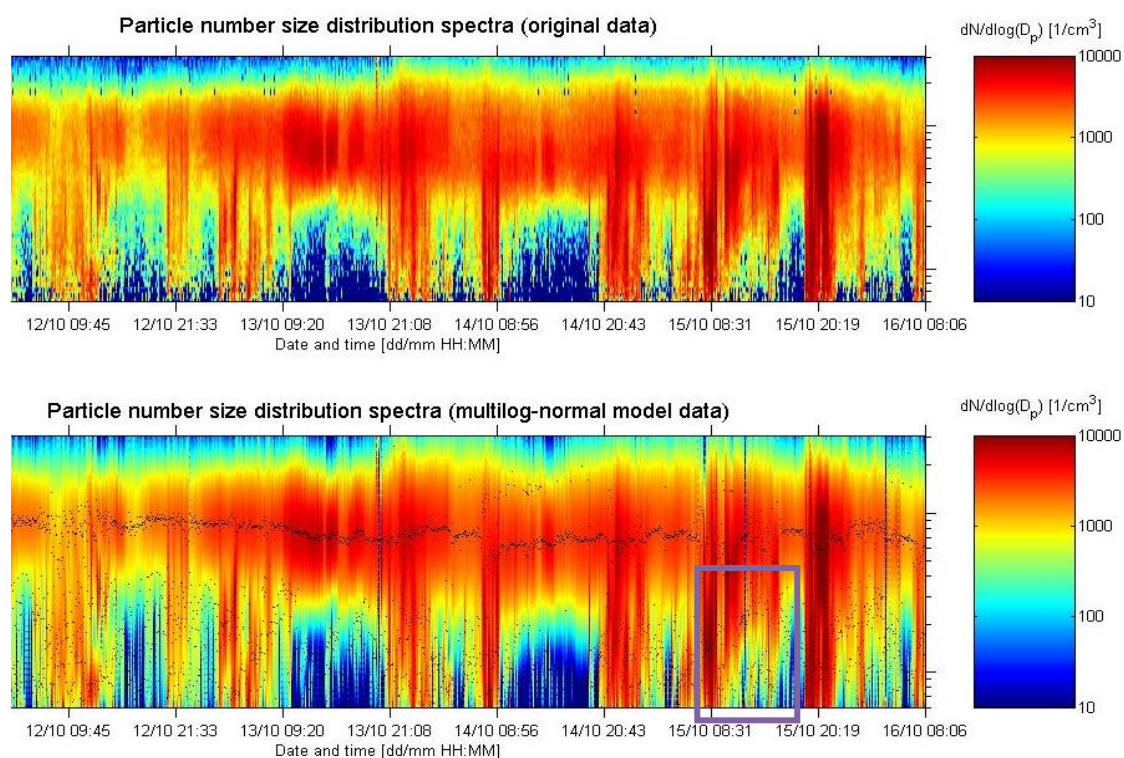 Particle number size distribution spectra (original data)
dN/dlog(D_p) [1/cm^3]
10000
1000
100
10
12/10 09:45 12/10 21:33 13/10 09:20 13/10 21:08 14/10 08:56 14/10 20:43 15/10 08:31 15/10 20:19 16/10 08:06
Date and time [dd/mm HH:MM]
Particle number size distribution spectra (multilog-normal model data)
dN/dlog(D_p) [1/cm^3]
10000
1000
100
10
12/10 09:45 12/10 21:33 13/10 09:20 13/10 21:08 14/10 08:56 14/10 20:43 15/10 08:31 15/10 20:19 16/10 08:06
Date and time [dd/mm HH:MM]